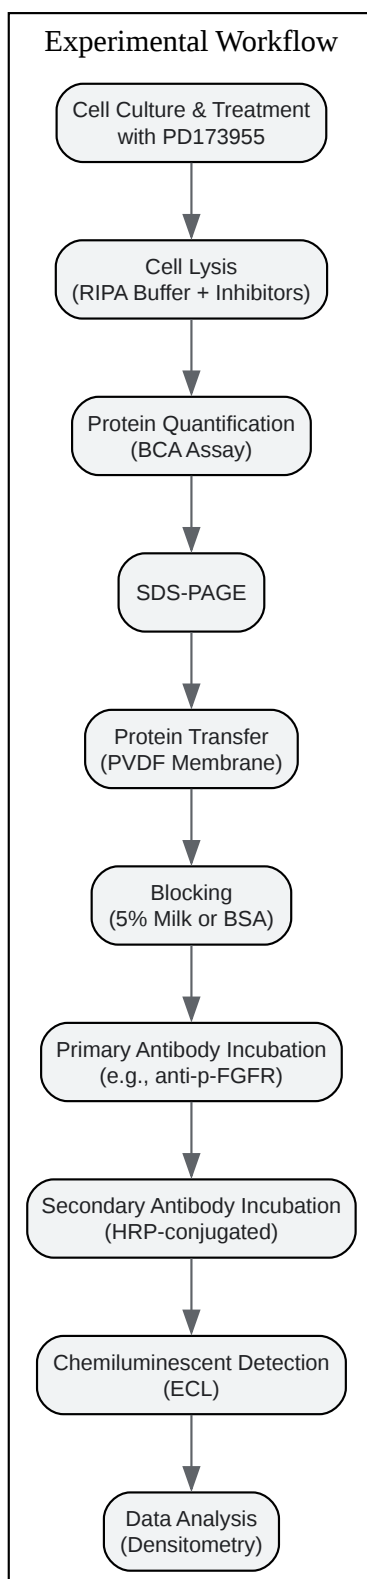 Experimental Workflow
Cell Culture & Treatment
with PD173955
Cell Lysis
(RIPA Buffer + Inhibitors)
Protein Quantification
(BCA Assay)
SDS-PAGE
Protein Transfer
(PVDF Membrane)
Blocking
(5% Milk or BSA)
Primary Antibody Incubation
(e.g., anti-p-FGFR)
Secondary Antibody Incubation
(HRP-conjugated)
Chemiluminescent Detection
(ECL)
Data Analysis
(Densitometry)